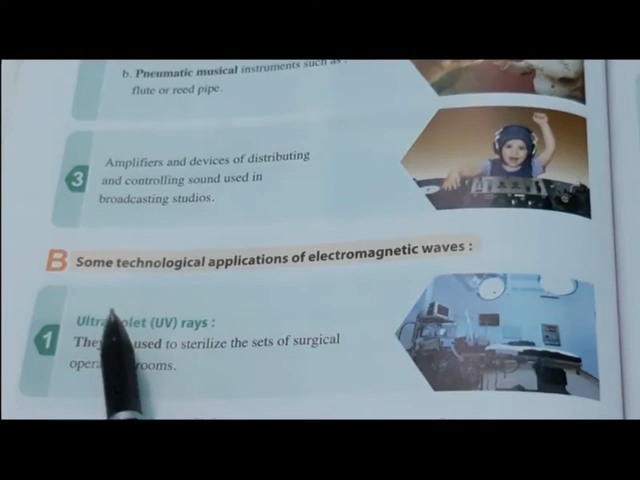 b. Pneumatic musical instruments such as :
flute or reed pipe.
3
Amplifiers and devices of distributing
and controlling sound used in
broadcasting studios.
B Some technological applications of electromagnetic waves :
1
(UV) rays :
used to sterilize the sets of surgical
rooms.